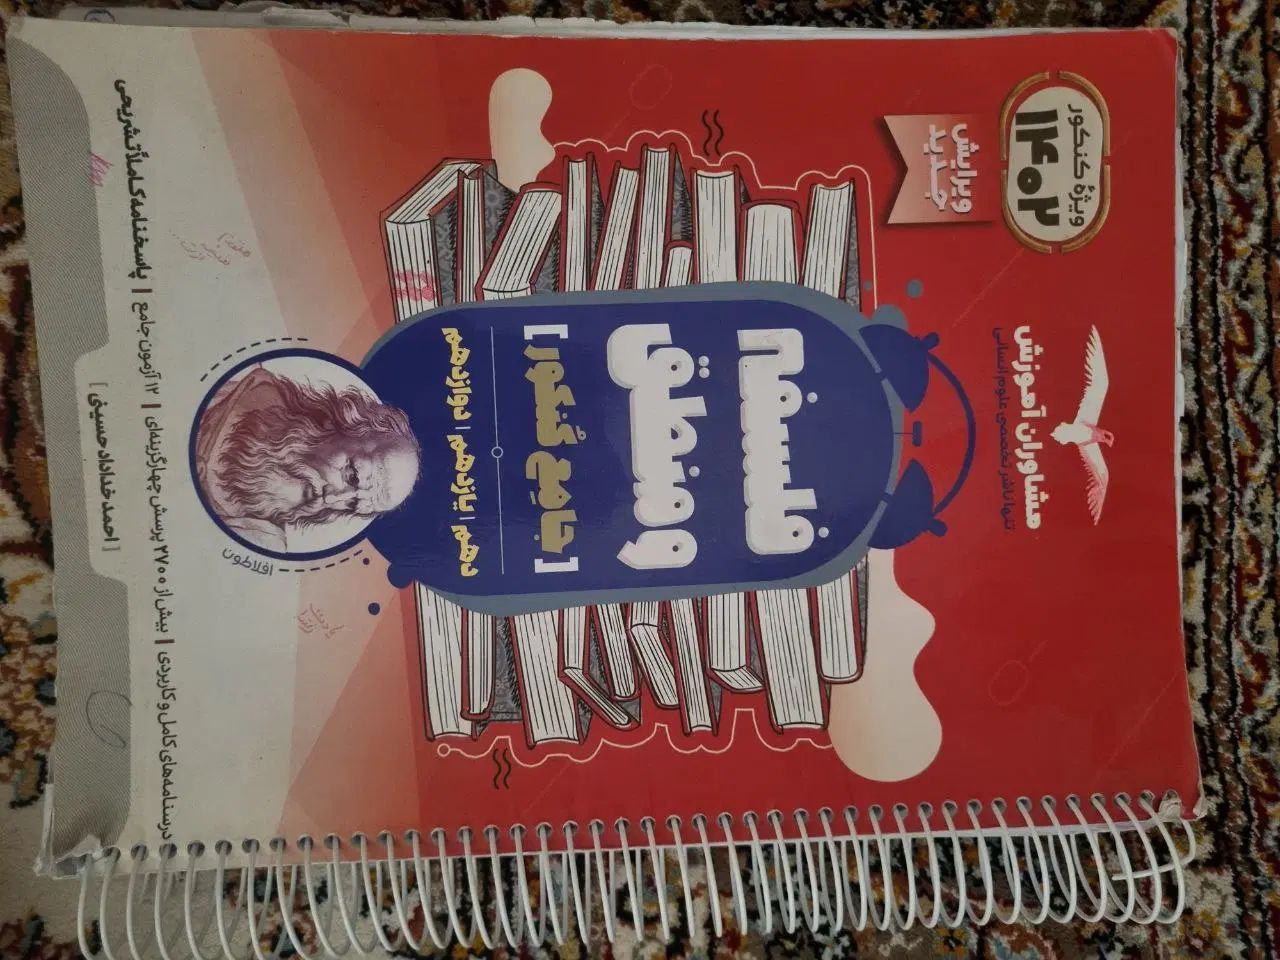 ویژهٔ کنکور
۱۴۰۲
ویرایش
جدید
مشاوران آموزش
تنها ناشر تخصصی علوم انسانی
فلسفه
و منطق
[جامع کنکور]
دهم | یازدهم | دوازدهم
افلاطون
درسنامه‌های کامل و کاربردی | بیش از ۲۷۰۰ پرسش چهارگزینه‌ای | ۱۲ آزمون جامع | پاسخنامه کاملاً تشریحی
[ احمد خداداد حسینی ]